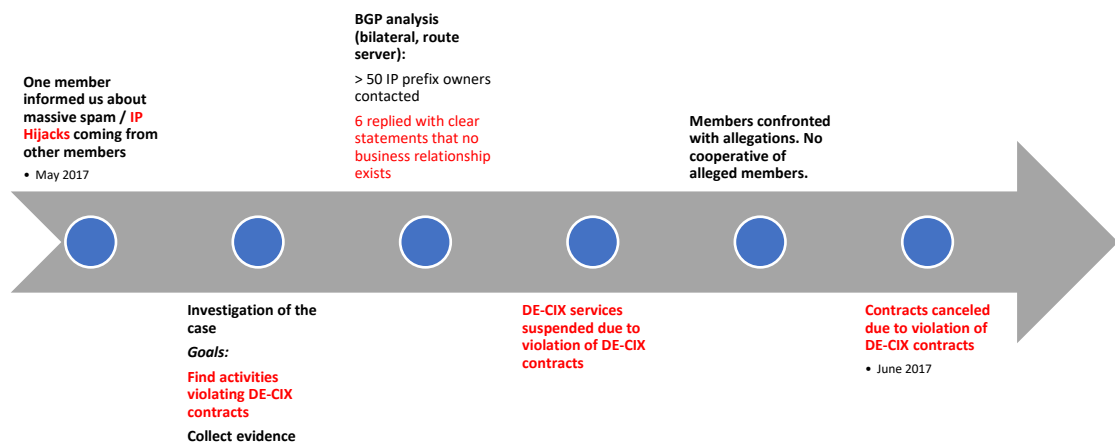 One member
informed us about
massive spam / IP
Hijacks coming from
other members
• May 2017
Investigation of the
case
Goals:
Find activities
violating DE-CIX
contracts
Collect evidence
BGP analysis
(bilateral, route
server):
> 50 IP prefix owners
contacted
6 replied with clear
statements that no
business relationship
exists
DE-CIX services
suspended due to
violation of DE-CIX
contracts
Members confronted
with allegations. No
cooperative of
alleged members.
Contracts canceled
due to violation of
DE-CIX contracts
• June 2017